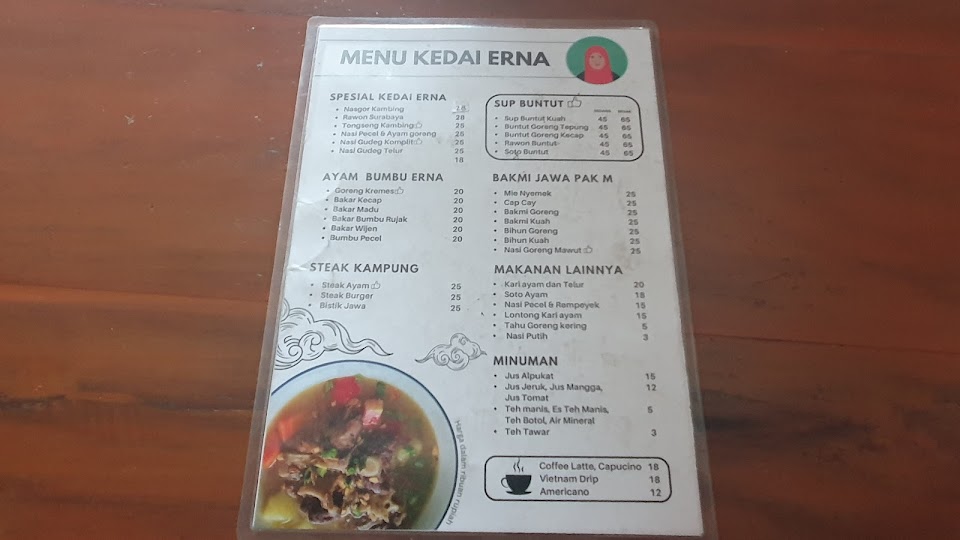 MENU KEDAI ERNA
SPESIAL KEDAI ERNA
• Nasgor Kambing
• Rawon Surabaya 28
• Tongseng Kambing 25
• Nasi Pecel & Ayam goreng 25
• Nasi Gudeg Komplit 25
• Nasi Gudeg Telur 25
18
AYAM BUMBU ERNA
• Goreng Kremes 20
• Bakar Kecap 20
• Bakar Madu 20
• Bakar Bumbu Rujak 20
• Bakar Wijen 20
• Bumbu Pecel 20
STEAK KAMPUNG
• Steak Ayam 25
• Steak Burger 25
• Bistik Jawa 25
Harga dalam ribuan rupiah
SUP BUNTUT
• Sup Buntut Kuah 45 65
• Buntut Goreng Tepung 45 65
• Buntut Goreng Kecap 45 65
• Rawon Buntut 45 65
• Soto Buntut 45 65
BAKMI JAWA PAK M
• Mie Nyemek 25
• Cap Cay 25
• Bakmi Goreng 25
• Bakmi Kuah 25
• Bihun Goreng 25
• Bihun Kuah 25
• Nasi Goreng Mawut 25
MAKANAN LAINNYA
• Kari ayam dan Telur 20
• Soto Ayam 18
• Nasi Pecel & Rempeyek 15
• Lontong Kari ayam 15
• Tahu Goreng kering 5
• Nasi Putih 3
MINUMAN
• Jus Alpukat 15
• Jus Jeruk, Jus Mangga, 12
Jus Tomat
• Teh manis, Es Teh Manis, 5
Teh Botol, Air Mineral
• Teh Tawar 3
Coffee Latte, Capucino 18
Vietnam Drip 18
Americano 12